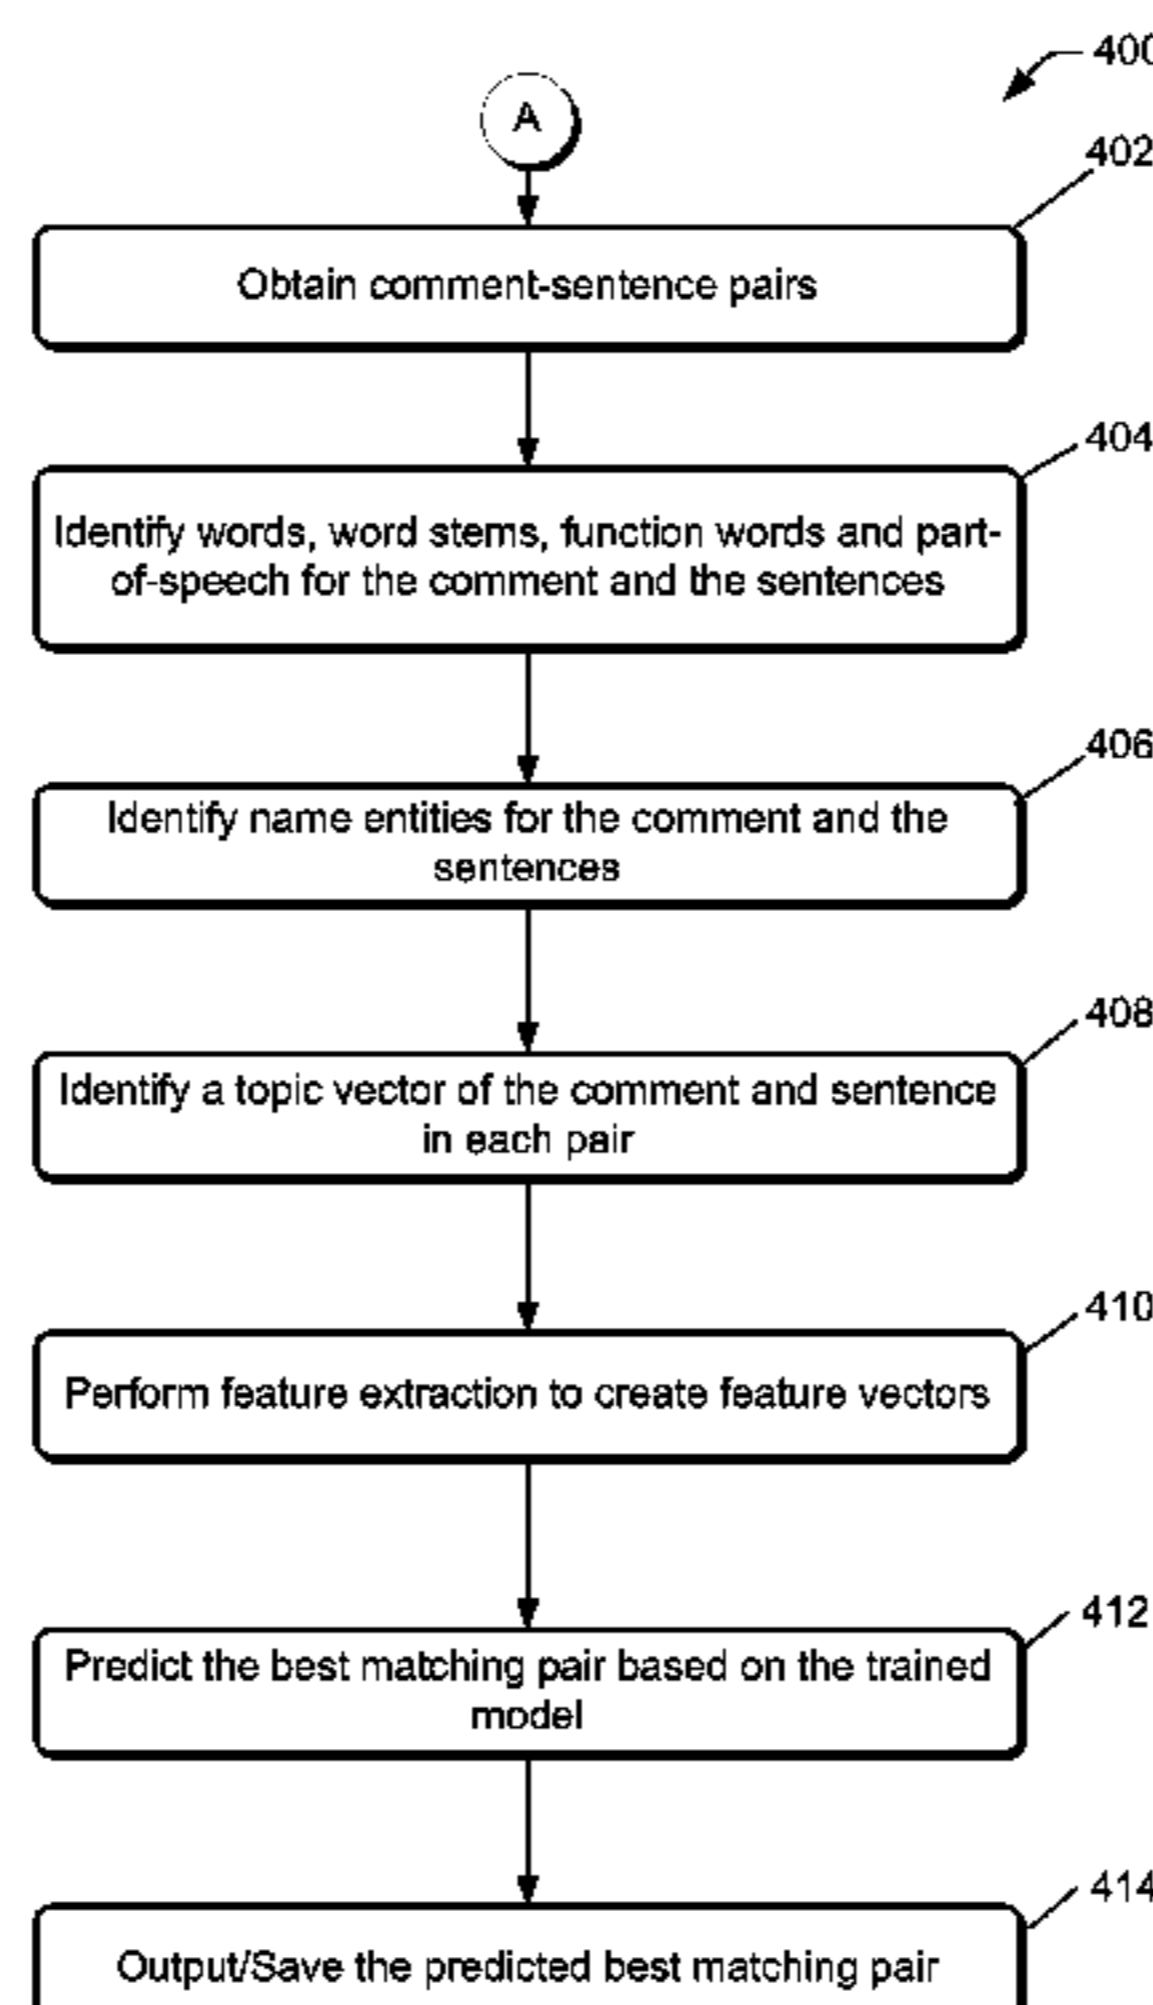 400
A
402
Obtain comment-sentence pairs
404
Identify words, word stems, function words and part-
of-speech for the comment and the sentences
406
Identify name entities for the comment and the
sentences
408
Identify a topic vector of the comment and sentence
in each pair
410
Perform feature extraction to create feature vectors
412
Predict the best matching pair based on the trained
model
414
Output/Save the predicted best matching pair